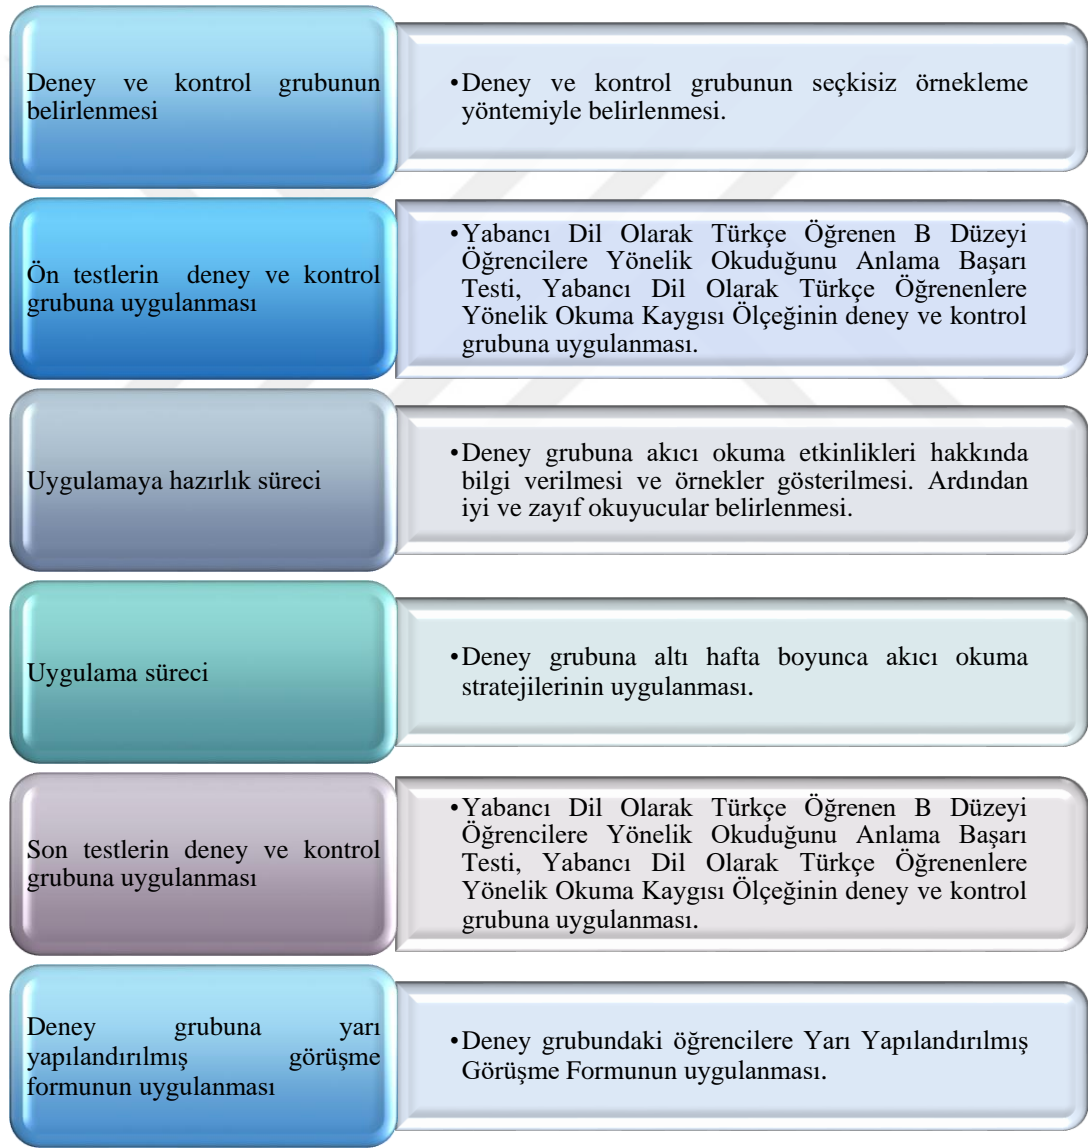 Deney ve kontrol grubunun
belirlenmesi
•Deney ve kontrol grubunun seçkisiz örnekleme
yöntemiyle belirlenmesi.
Ön testlerin deney ve kontrol
grubuna uygulanması
•Yabancı Dil Olarak Türkçe Öğrenen B Düzeyi
Öğrencilere Yönelik Okuduğunu Anlama Başarı
Testi, Yabancı Dil Olarak Türkçe Öğrenenlere
Yönelik Okuma Kaygısı Ölçeğinin deney ve kontrol
grubuna uygulanması.
Uygulamaya hazırlık süreci
•Deney grubuna akıcı okuma etkinlikleri hakkında
bilgi verilmesi ve örnekler gösterilmesi. Ardından
iyi ve zayıf okuyucular belirlenmesi.
Uygulama süreci
•Deney grubuna altı hafta boyunca akıcı okuma
stratejilerinin uygulanması.
Son testlerin deney ve kontrol
grubuna uygulanması
•Yabancı Dil Olarak Türkçe Öğrenen B Düzeyi
Öğrencilere Yönelik Okuduğunu Anlama Başarı
Testi, Yabancı Dil Olarak Türkçe Öğrenenlere
Yönelik Okuma Kaygısı Ölçeğinin deney ve kontrol
grubuna uygulanması.
Deney grubuna yarı
yapılandırılmış görüşme
formunun uygulanması
•Deney grubundaki öğrencilere Yarı Yapılandırılmış
Görüşme Formunun uygulanması.